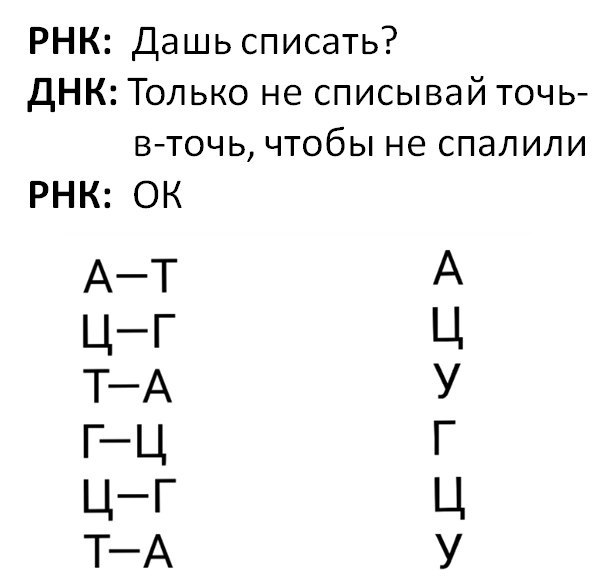 РНК: Дашь списать?
ДНК: Только не списывай точь-
в-точь, чтобы не спалили
РНК: ОК
А—Т А
Ц—Г Ц
Т—А У
Г—Ц Г
Ц—Г Ц
Т—А У